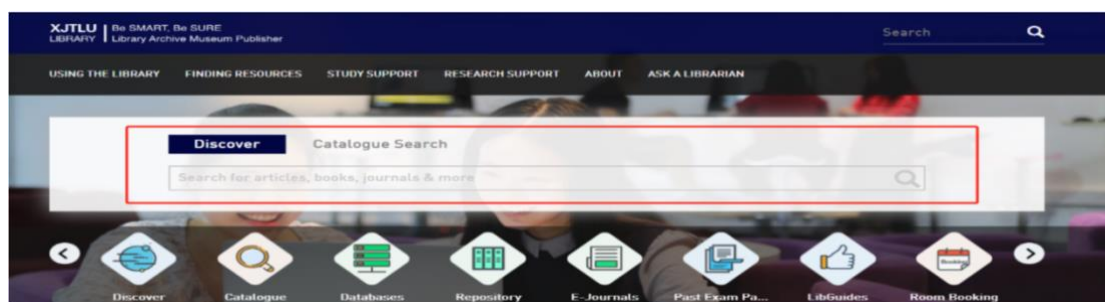 XJTLU Be SMART, Be SURE
LIBRARY Library Archive Museum Publisher
Search
USING THE LIBRARY FINDING RESOURCES STUDY SUPPORT RESEARCH SUPPORT ABOUT ASK A LIBRARIAN
Discover Catalogue Search
Search for articles, books, journals & more
Discover Catalogue Databases Repository E-Journals Past Exam Pa... LibGuides Room Booking